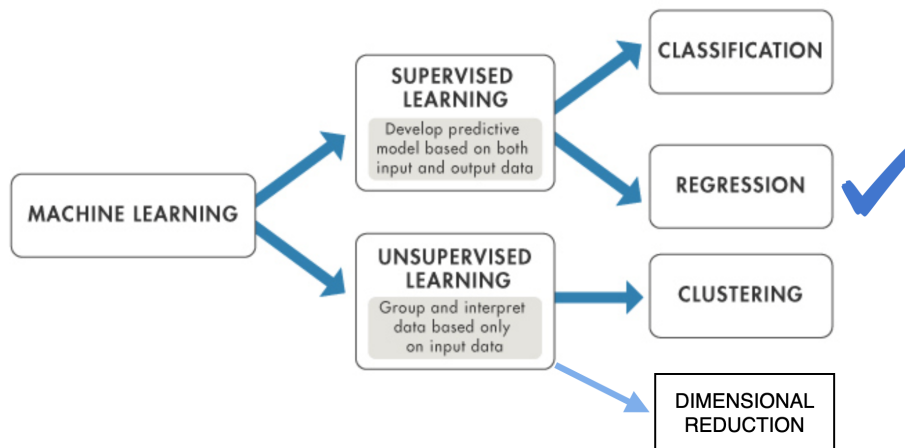 MACHINE LEARNING
SUPERVISED
LEARNING
Develop predictive
model based on both
input and output data
CLASSIFICATION
REGRESSION
UNSUPERVISED
LEARNING
Group and interpret
data based only
on input data
CLUSTERING
DIMENSIONAL
REDUCTION